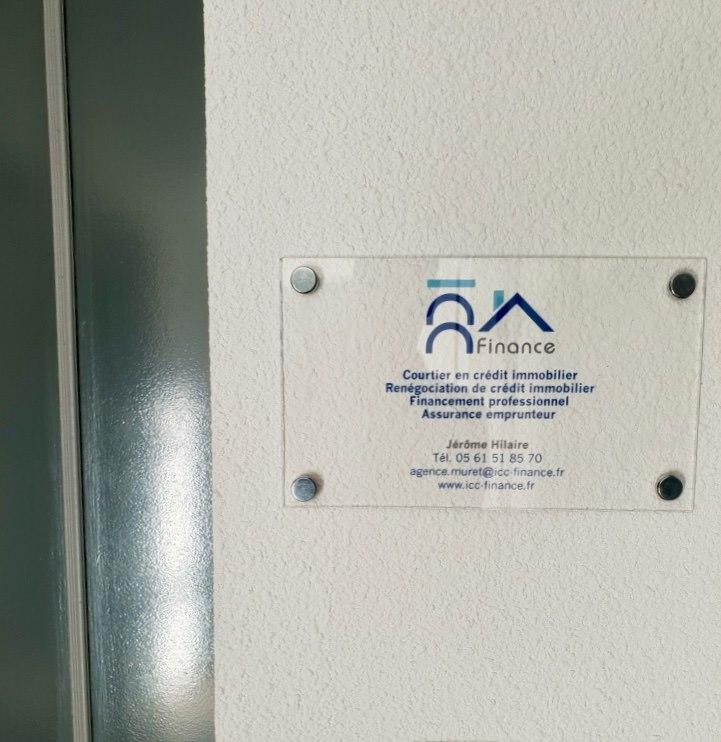 Finance
Courtier en crédit immobilier
Renégociation de crédit immobilier
Financement professionnel
Assurance emprunteur
Jérôme Hilaire
Tél. 05 61 51 85 70
agence.muret@icc-finance.fr
www.icc-finance.fr